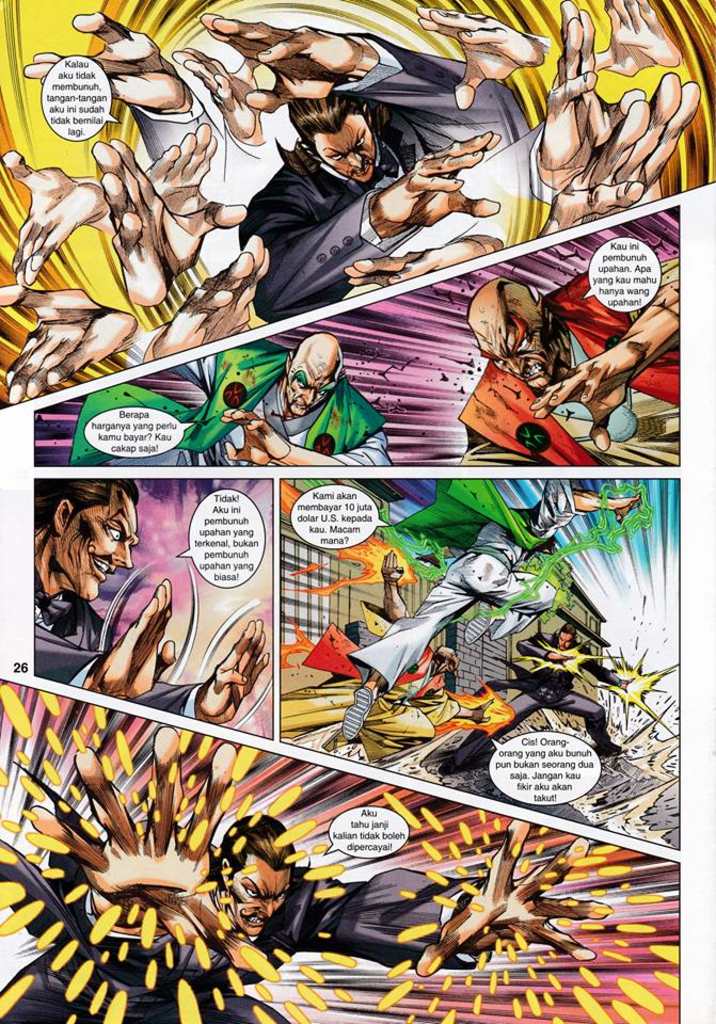 Kalau
aku tidak
membunuh,
tangan-tangan
aku ini sudah
tidak bernilai
lagi.
Kau ini
pembunuh
upahan. Apa
yang kau mahu
hanya wang
upahan!
Berapa
harganya yang perlu
kamu bayar? Kau
cakap saja!
Tidak!
Aku ini
pembunuh
upahan yang
terkenal, bukan
pembunuh
upahan yang
biasa!
Kami akan
membayar 10 juta
dolar U.S. kepada
kau. Macam
mana?
Cis! Orang-
orang yang aku bunuh
pun bukan seorang dua
saja. Jangan kau
fikir aku akan
takut!
26
Aku
tahu janji
kalian tidak boleh
dipercayai!